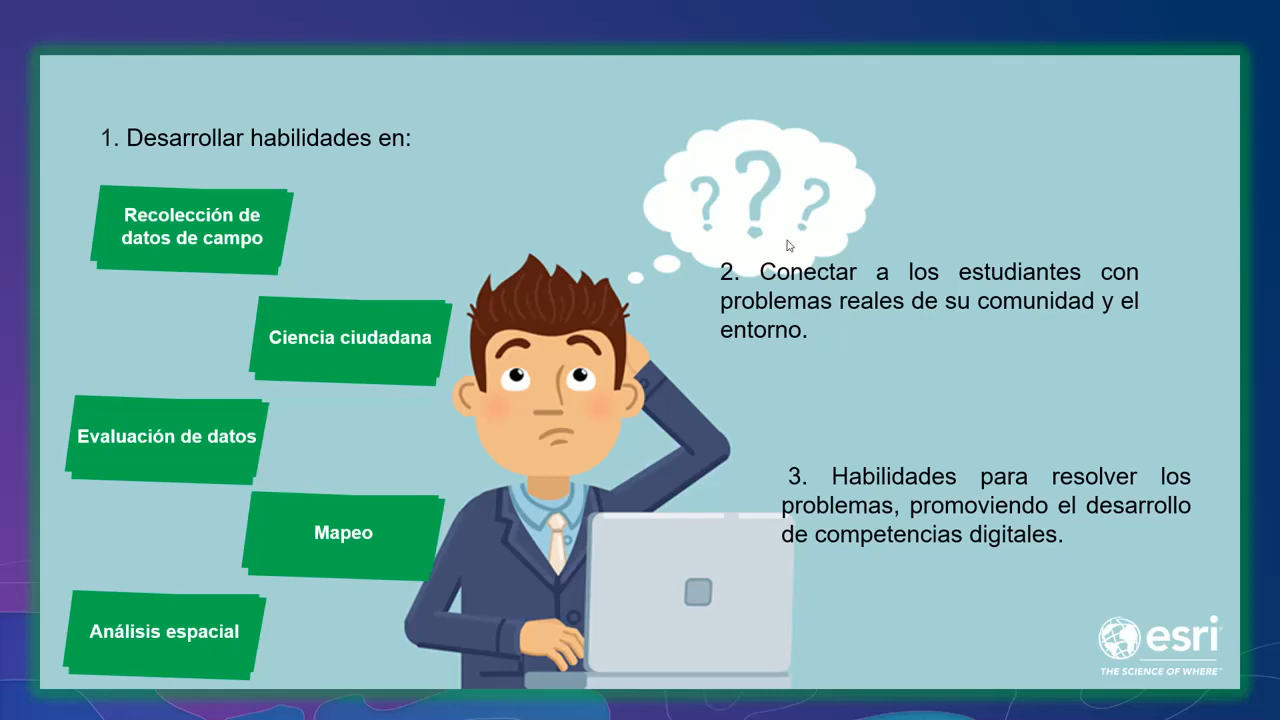 1. Desarrollar habilidades en:
Recolección de
datos de campo
Ciencia ciudadana
Evaluación de datos
Mapeo
Análisis espacial
? ? ?
2. Conectar a los estudiantes con
problemas reales de su comunidad y el
entorno.
3. Habilidades para resolver los
problemas, promoviendo el desarrollo
de competencias digitales.
esri
THE SCIENCE OF WHERE™